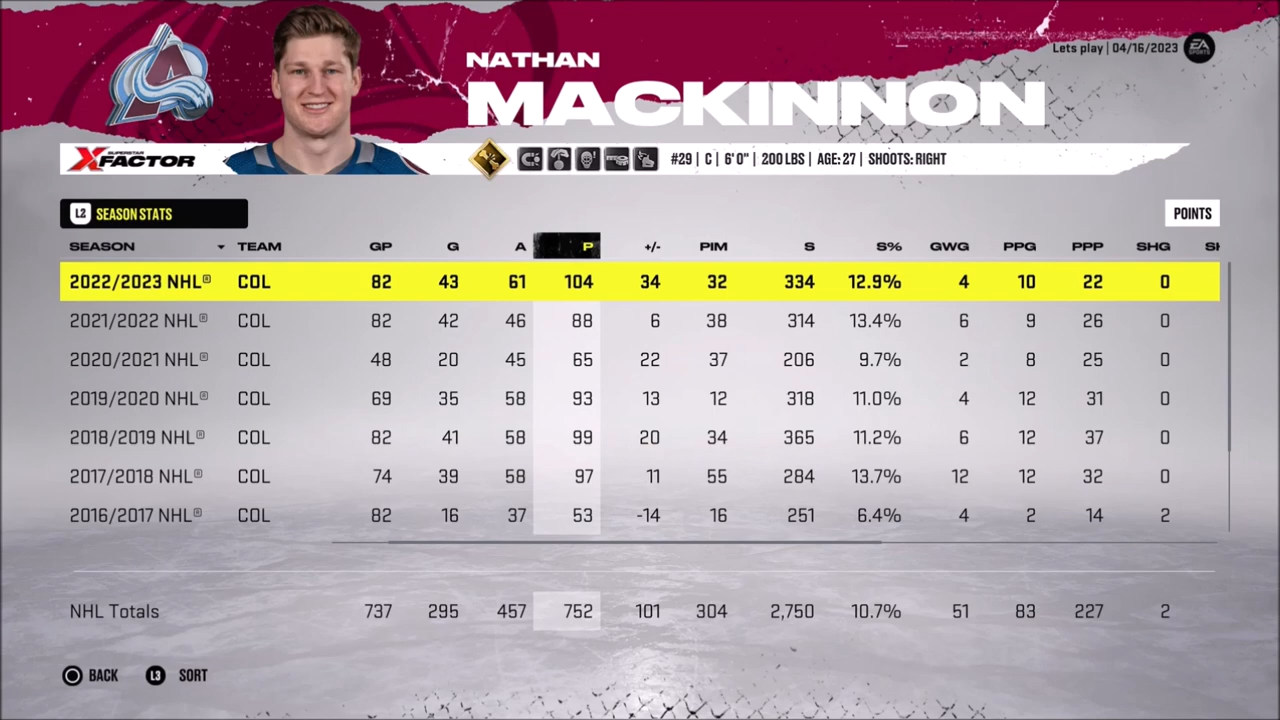 NATHAN
MACKINNON
Lets play | 04/16/2023 EA SPORTS
SUPERSTAR
X FACTOR
#29 | C | 6' 0" | 200 LBS | AGE: 27 | SHOOTS: RIGHT
L2 SEASON STATS POINTS
SEASON TEAM GP G A P +/- PIM S S% GWG PPG PPP SHG
2022/2023 NHL® COL 82 43 61 104 34 32 334 12.9% 4 10 22 0
2021/2022 NHL® COL 82 42 46 88 6 38 314 13.4% 6 9 26 0
2020/2021 NHL® COL 48 20 45 65 22 37 206 9.7% 2 8 25 0
2019/2020 NHL® COL 69 35 58 93 13 12 318 11.0% 4 12 31 0
2018/2019 NHL® COL 82 41 58 99 20 34 365 11.2% 6 12 37 0
2017/2018 NHL® COL 74 39 58 97 11 55 284 13.7% 12 12 32 0
2016/2017 NHL® COL 82 16 37 53 -14 16 251 6.4% 4 2 14 2
NHL Totals 737 295 457 752 101 304 2,750 10.7% 51 83 227 2
BACK L3 SORT